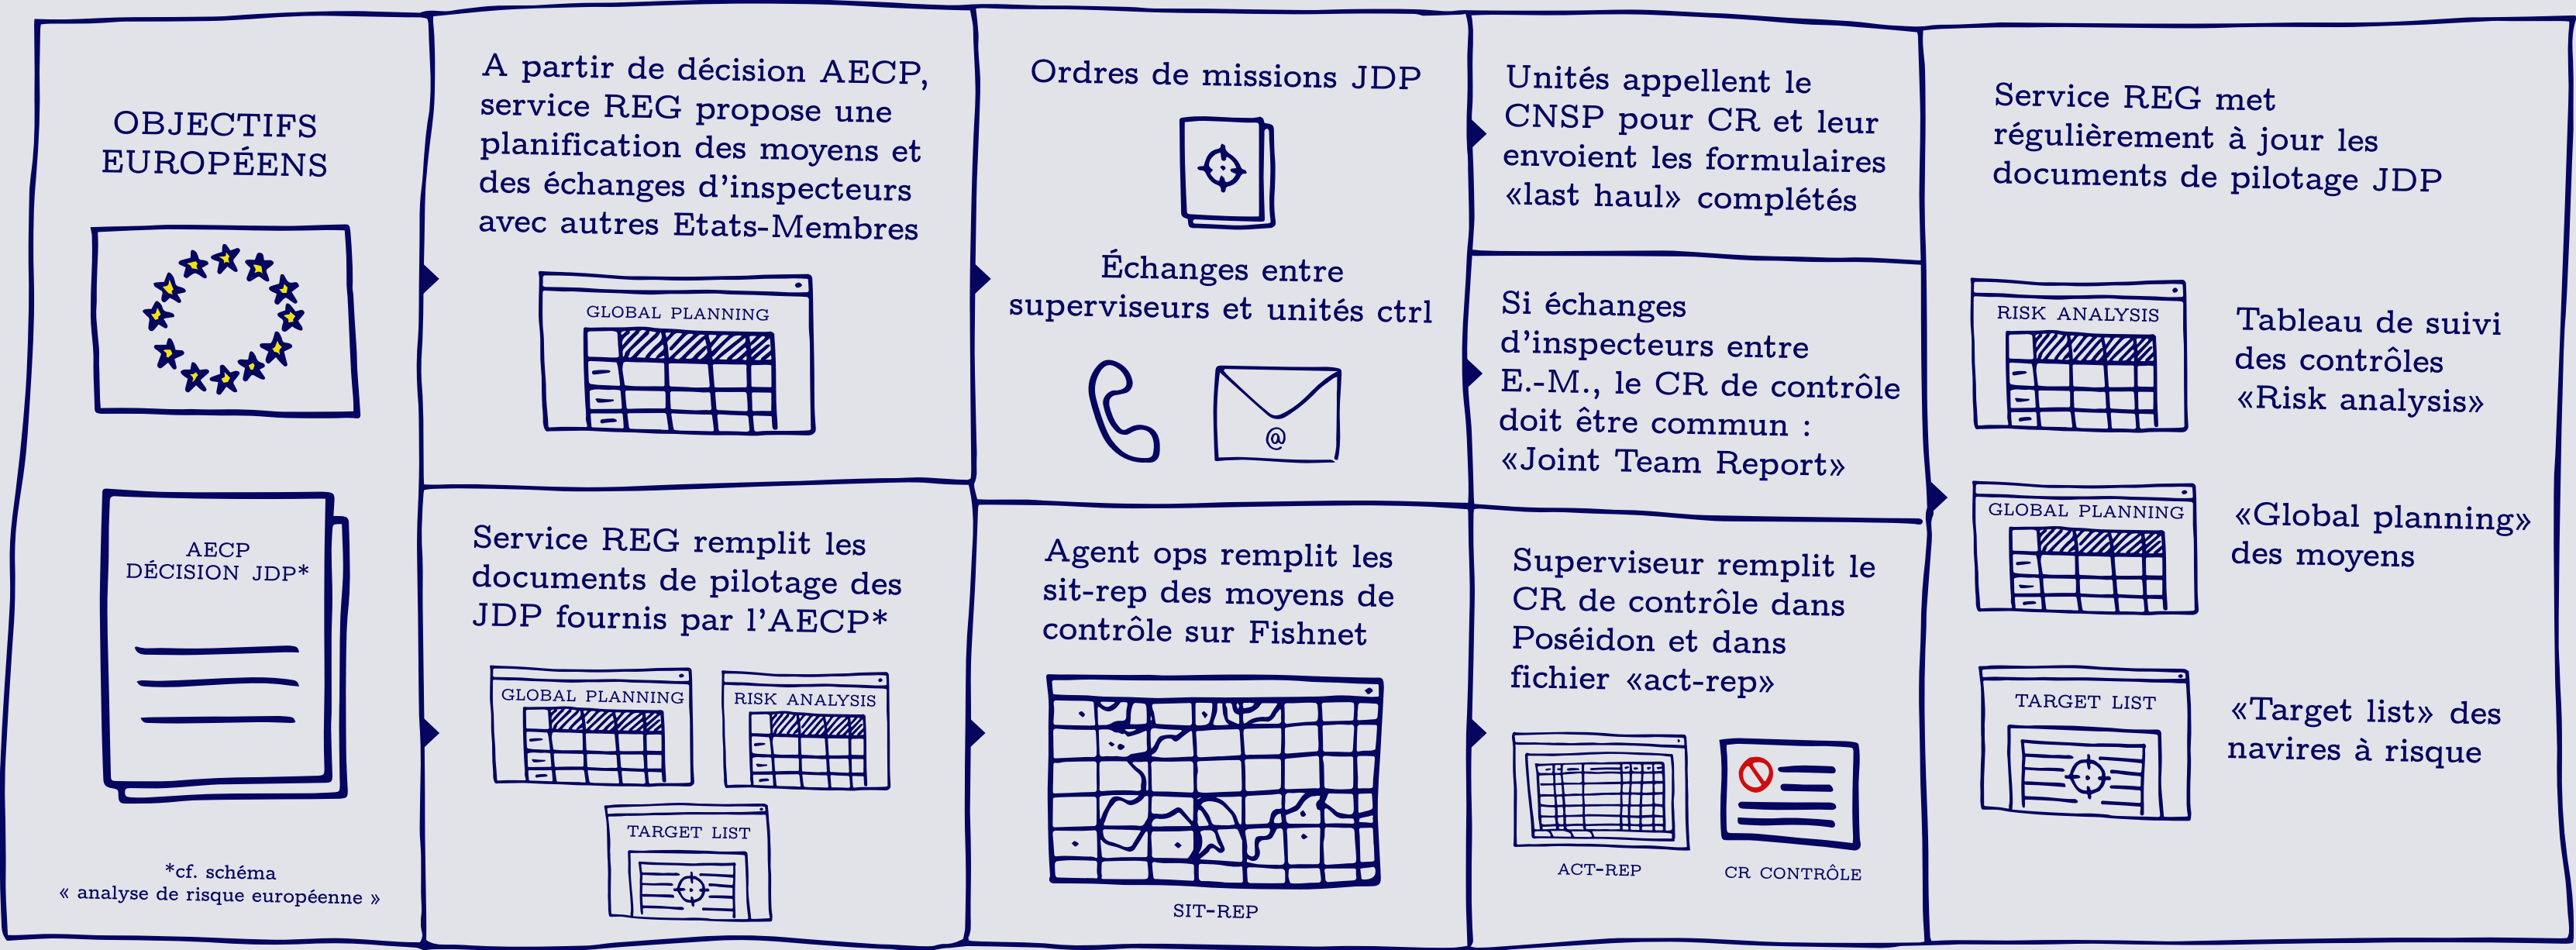 OBJECTIFS
EUROPÉENS
AECP
DÉCISION JDP*
*cf. schéma
« analyse de risque européenne »
A partir de décision AECP,
service REG propose une
planification des moyens et
des échanges d'inspecteurs
avec autres Etats-Membres
GLOBAL PLANNING
Service REG remplit les
documents de pilotage des
JDP fournis par l'AECP*
GLOBAL PLANNING
RISK ANALYSIS
TARGET LIST
Ordres de missions JDP
Échanges entre
superviseurs et unités ctrl
@
Agent ops remplit les
sit-rep des moyens de
contrôle sur Fishnet
SIT-REP
Unités appellent le
CNSP pour CR et leur
envoient les formulaires
«last haul» complétés
Si échanges
d'inspecteurs entre
E.-M., le CR de contrôle
doit être commun :
«Joint Team Report»
Superviseur remplit le
CR de contrôle dans
Poséidon et dans
fichier «act-rep»
ACT-REP
CR CONTRÔLE
Service REG met
régulièrement à jour les
documents de pilotage JDP
RISK ANALYSIS
Tableau de suivi
des contrôles
«Risk analysis»
GLOBAL PLANNING
«Global planning»
des moyens
TARGET LIST
«Target list» des
navires à risque